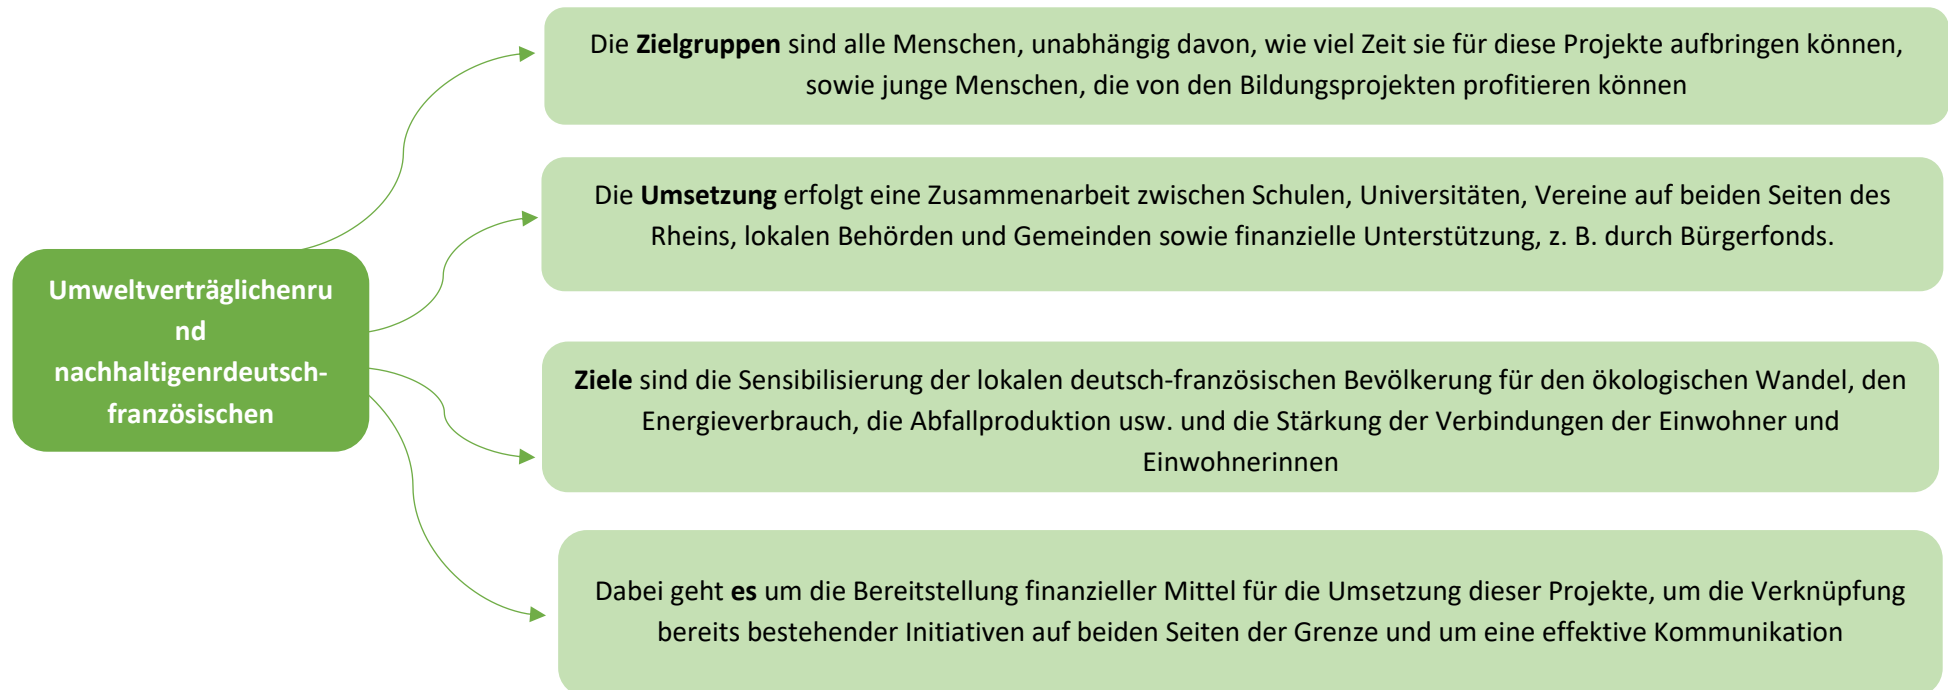 Die Zielgruppen sind alle Menschen, unabhängig davon, wie viel Zeit sie für diese Projekte aufbringen können,
sowie junge Menschen, die von den Bildungsprojekten profitieren können
Die Umsetzung erfolgt eine Zusammenarbeit zwischen Schulen, Universitäten, Vereine auf beiden Seiten des
Rheins, lokalen Behörden und Gemeinden sowie finanzielle Unterstützung, z. B. durch Bürgerfonds.
Umweltverträglichenru
nd
nachhaltigenrdeutsch-
französischen
Ziele sind die Sensibilisierung der lokalen deutsch-französischen Bevölkerung für den ökologischen Wandel, den
Energieverbrauch, die Abfallproduktion usw. und die Stärkung der Verbindungen der Einwohner und
Einwohnerinnen
Dabei geht es um die Bereitstellung finanzieller Mittel für die Umsetzung dieser Projekte, um die Verknüpfung
bereits bestehender Initiativen auf beiden Seiten der Grenze und um eine effektive Kommunikation